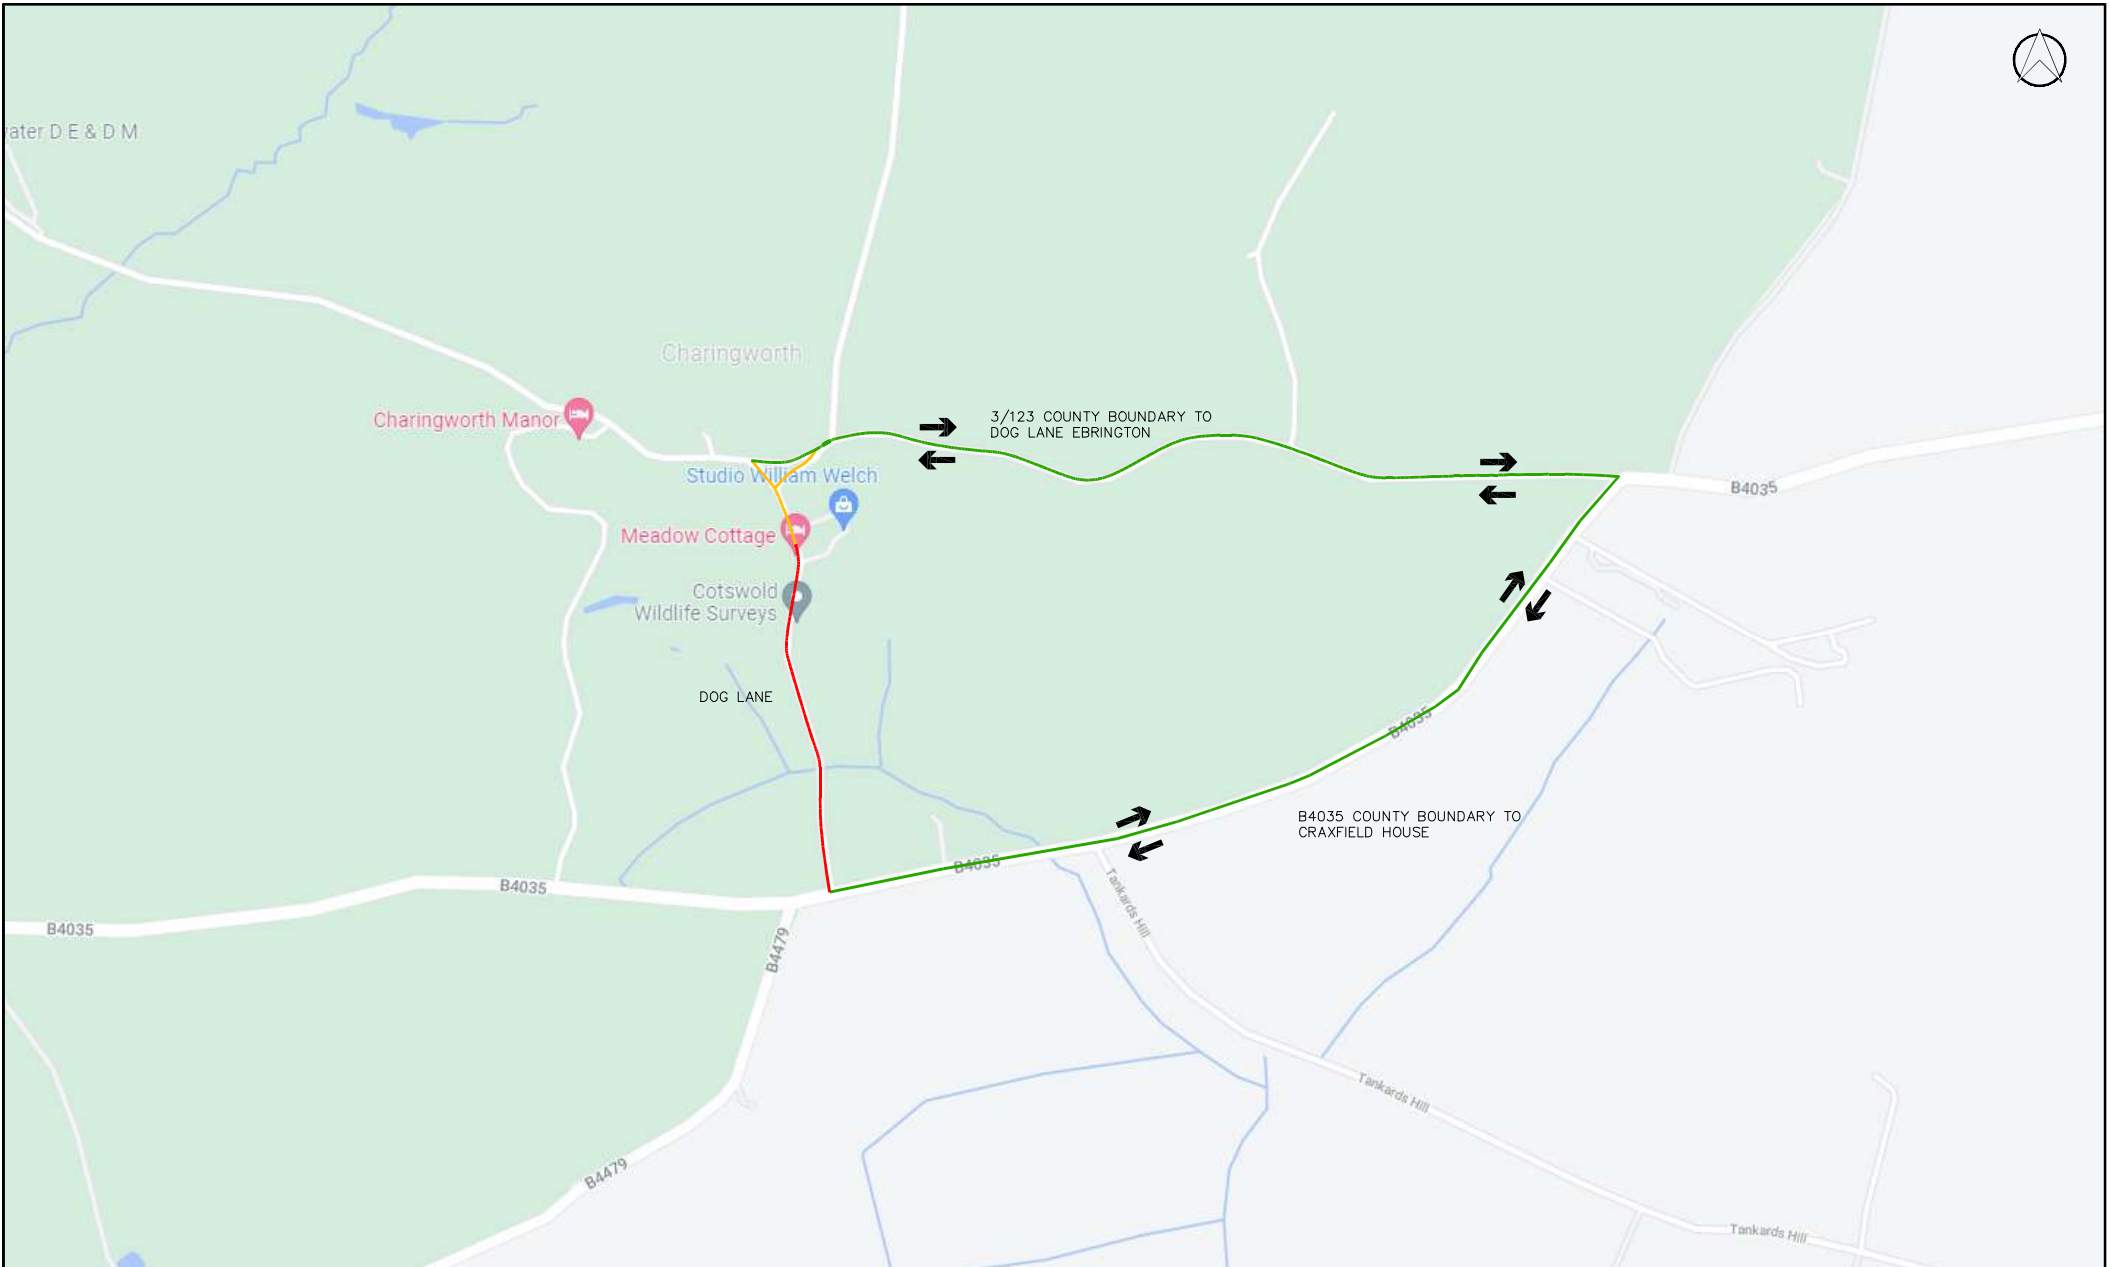 ater D E & D M
Charingworth
Charingworth Manor
3/123 COUNTY BOUNDARY TO
DOG LANE EBRINGTON
Studio William Welch
B4035
Meadow Cottage
Cotswold
Wildlife Surveys
DOG LANE
B4035
B4035 COUNTY BOUNDARY TO
CRAXFIELD HOUSE
B4035
B4035
B4035
Tankards Hill
B4479
Tankards Hill
B4479
Tankards Hill